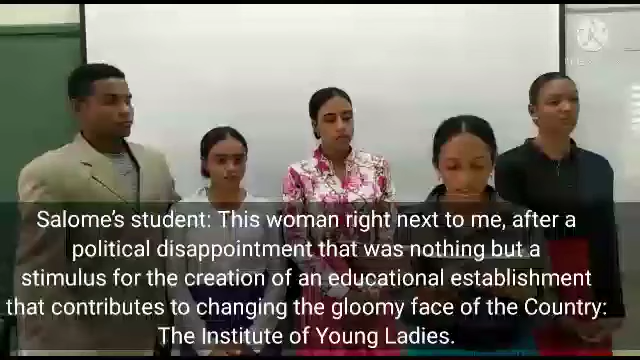 Salome's student: This woman right next to me, after a
political disappointment that was nothing but a
stimulus for the creation of an educational establishment
that contributes to changing the gloomy face of the Country:
The Institute of Young Ladies.